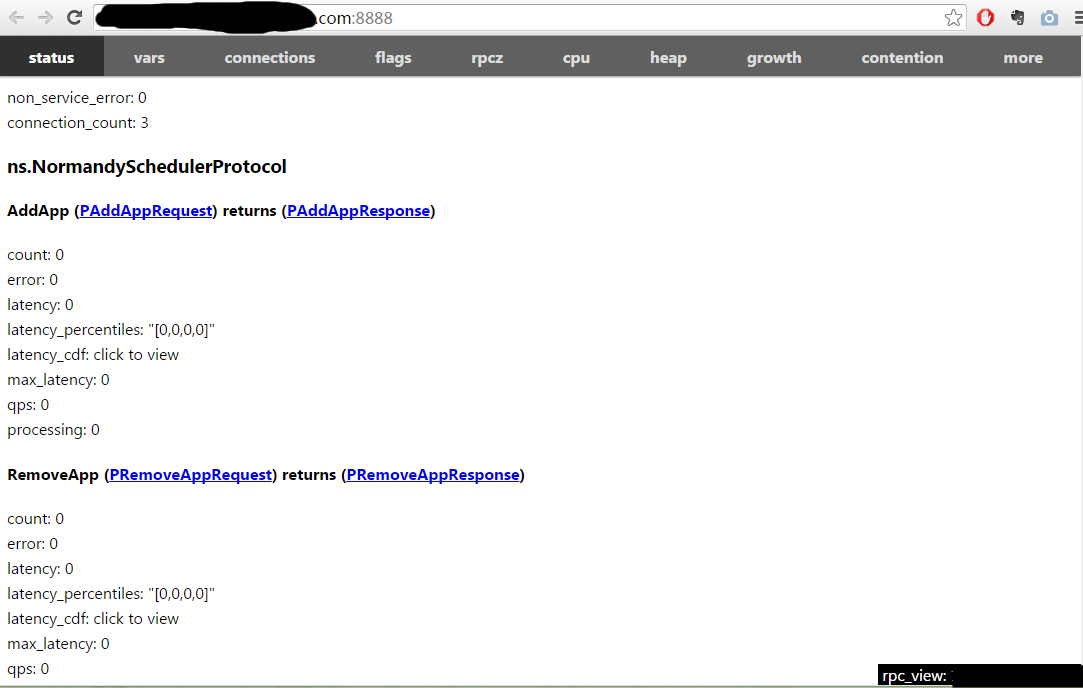 .com:8888
status vars connections flags rpcz cpu heap growth contention more
non_service_error: 0
connection_count: 3
ns.NormandySchedulerProtocol
AddApp (PAddAppRequest) returns (PAddAppResponse)
count: 0
error: 0
latency: 0
latency_percentiles: "[0,0,0,0]"
latency_cdf: click to view
max_latency: 0
qps: 0
processing: 0
RemoveApp (PRemoveAppRequest) returns (PRemoveAppResponse)
count: 0
error: 0
latency: 0
latency_percentiles: "[0,0,0,0]"
latency_cdf: click to view
max_latency: 0
qps: 0
rpc_view: